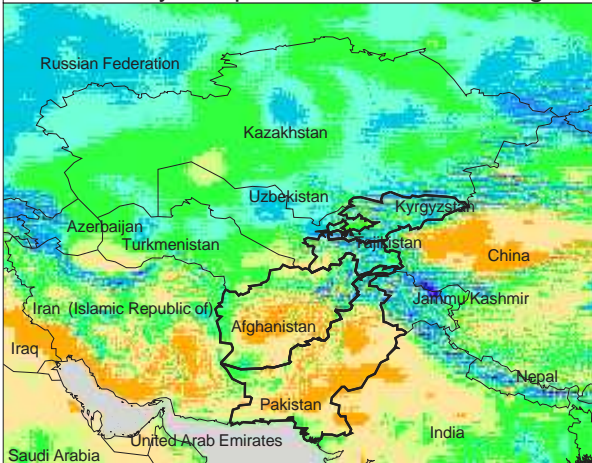 Russian Federation
Kazakhstan
Uzbekistan
Kyrgyzstan
Azerbaijan
Turkmenistan
Tajikistan
China
Iran (Islamic Republic of)
Jammu Kashmir
Afghanistan
Iraq
Nepal
Pakistan
India
United Arab Emirates
Saudi Arabia